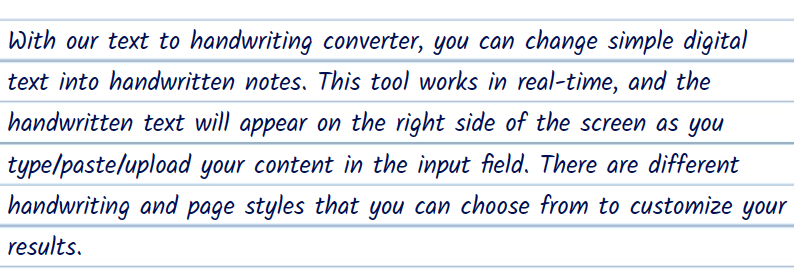 With our text to handwriting converter, you can change simple digital
text into handwritten notes. This tool works in real-time, and the
handwritten text will appear on the right side of the screen as you
type/paste/upload your content in the input field. There are different
handwriting and page styles that you can choose from to customize your
results.